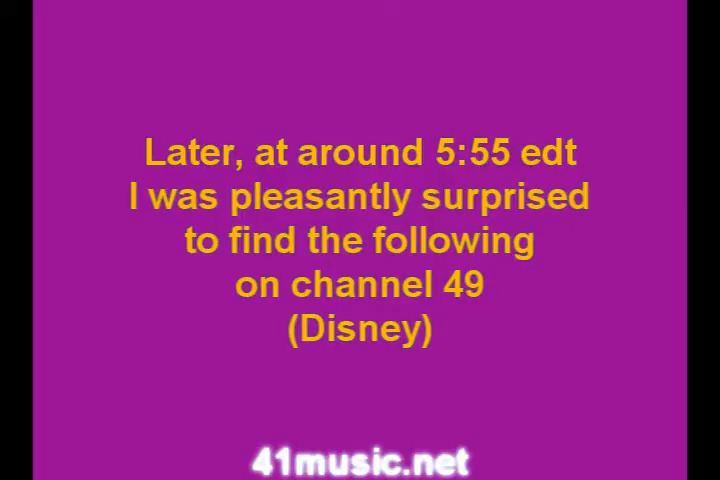 Later, at around 5:55 edt
I was pleasantly surprised
to find the following
on channel 49
(Disney)
41music.net